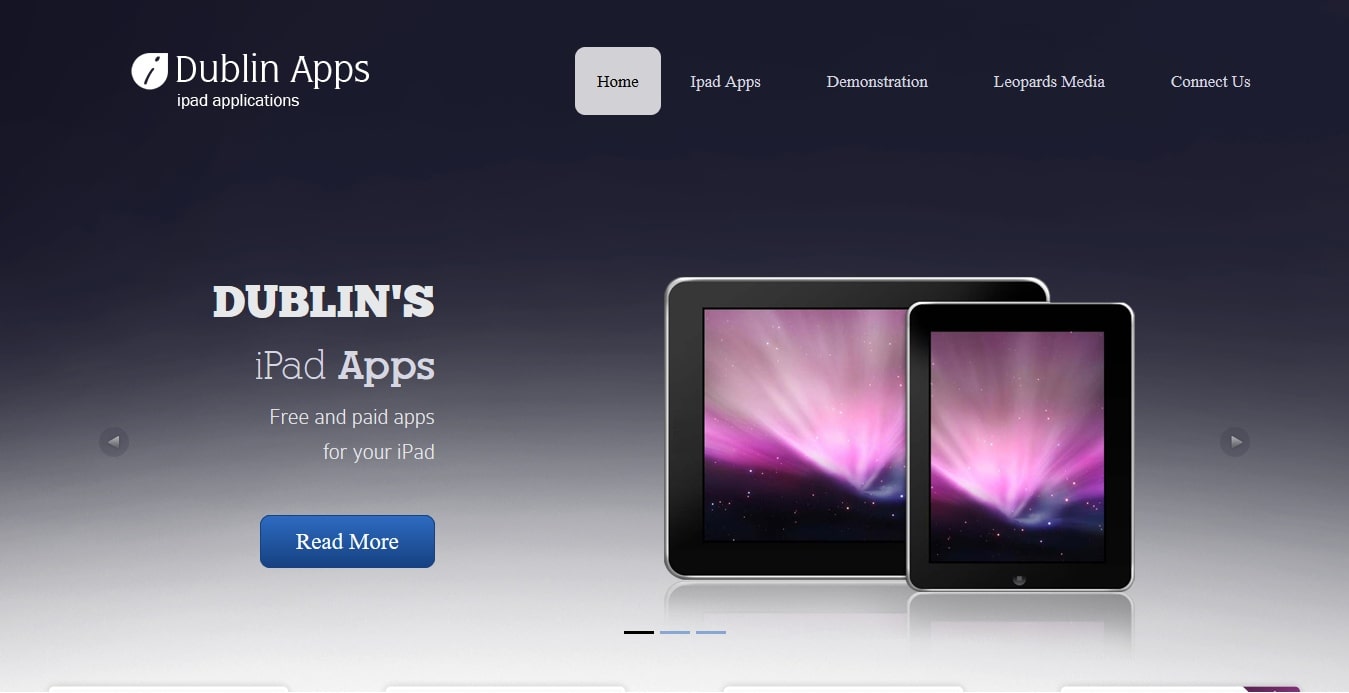 Dublin Apps
ipad applications
Home
Ipad Apps
Demonstration
Leopards Media
Connect Us
DUBLIN'S
iPad Apps
Free and paid apps
for your iPad
Read More